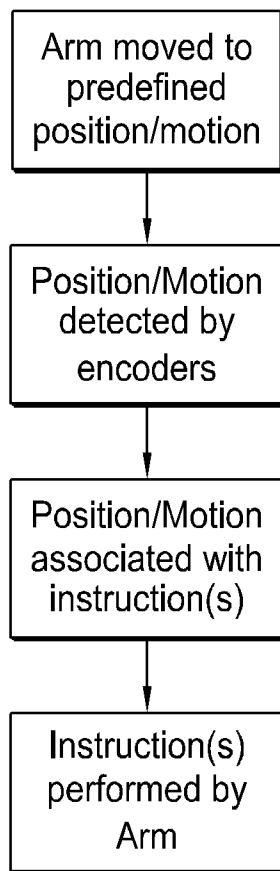 Arm moved to
predefined
position/motion
Position/Motion
detected by
encoders
Position/Motion
associated with
instruction(s)
Instruction(s)
performed by
Arm